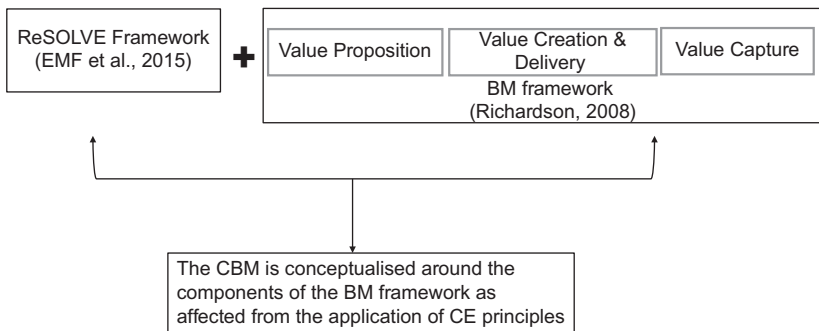 ReSOLVE Framework
(EMF et al., 2015)
+
Value Proposition
Value Creation &
Delivery
Value Capture
BM framework
(Richardson, 2008)
The CBM is conceptualised around the
components of the BM framework as
affected from the application of CE principles